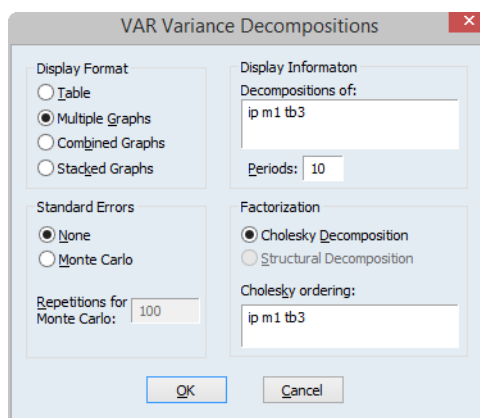 VAR Variance Decompositions
Display Format
Table
Multiple Graphs
Combined Graphs
Stacked Graphs
Display Informaton
Decompositions of:
ip m1 tb3
Periods: 10
Standard Errors
None
Monte Carlo
Repetitions for
Monte Carlo: 100
Factorization
Cholesky Decomposition
Structural Decomposition
Cholesky ordering:
ip m1 tb3
OK
Cancel